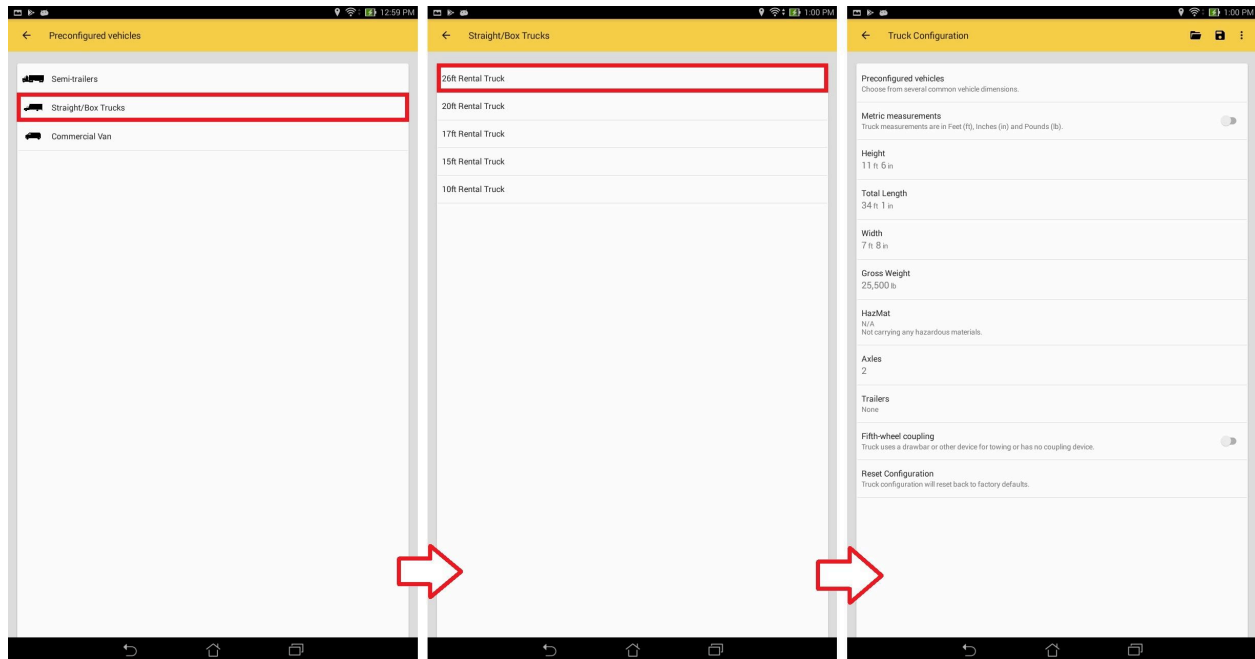 12:59 PM
Preconfigured vehicles
Semi-trailers
Straight/Box Trucks
Commercial Van
1:00 PM
Straight/Box Trucks
26ft Rental Truck
20ft Rental Truck
17ft Rental Truck
15ft Rental Truck
10ft Rental Truck
1:00 PM
Truck Configuration
Preconfigured vehicles
Choose from several common vehicle dimensions.
Metric measurements
Truck measurements are in Feet (ft), Inches (in) and Pounds (lb).
Height
11 ft 6 in
Total Length
34 ft 1 in
Width
7 ft 8 in
Gross Weight
25,500 lb
HazMat
N/A
Not carrying any hazardous materials.
Axles
2
Trailers
None
Fifth-wheel coupling
Truck uses a drawbar or other device for towing or has no coupling device.
Reset Configuration
Truck configuration will reset back to factory defaults.